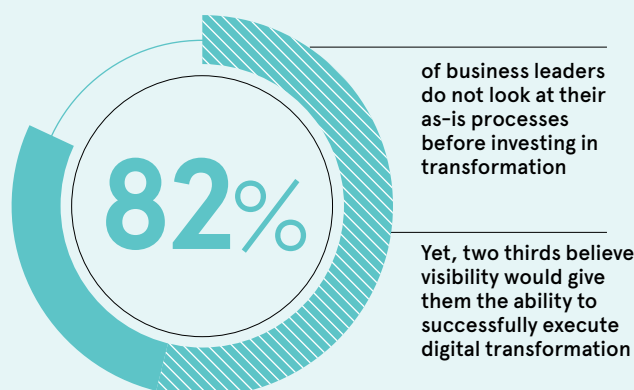 82%
of business leaders
do not look at their
as-is processes
before investing in
transformation
Yet, two thirds believe
visibility would give
them the ability to
successfully execute
digital transformation